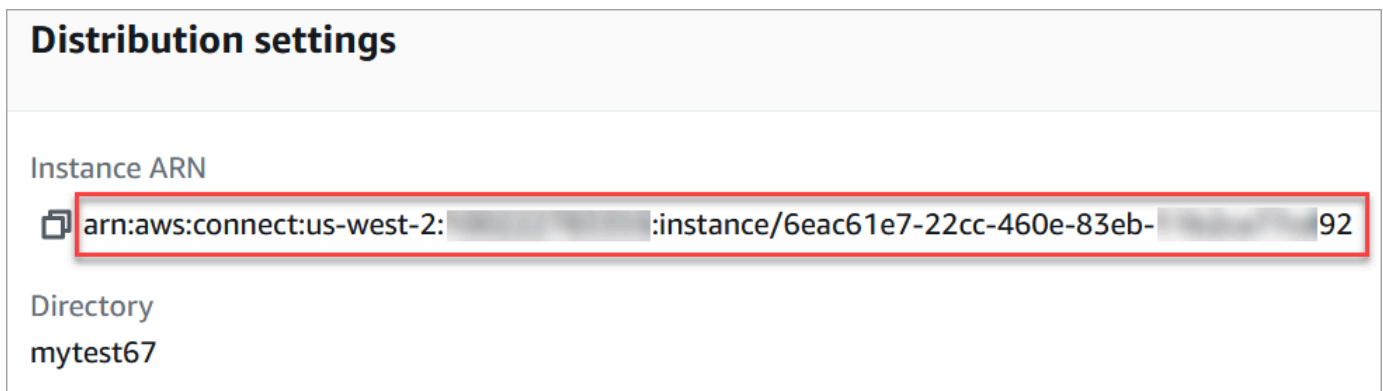 Distribution settings
Instance ARN
arn:aws:connect:us-west-2: :instance/6eac61e7-22cc-460e-83eb- 92
Directory
mytest67